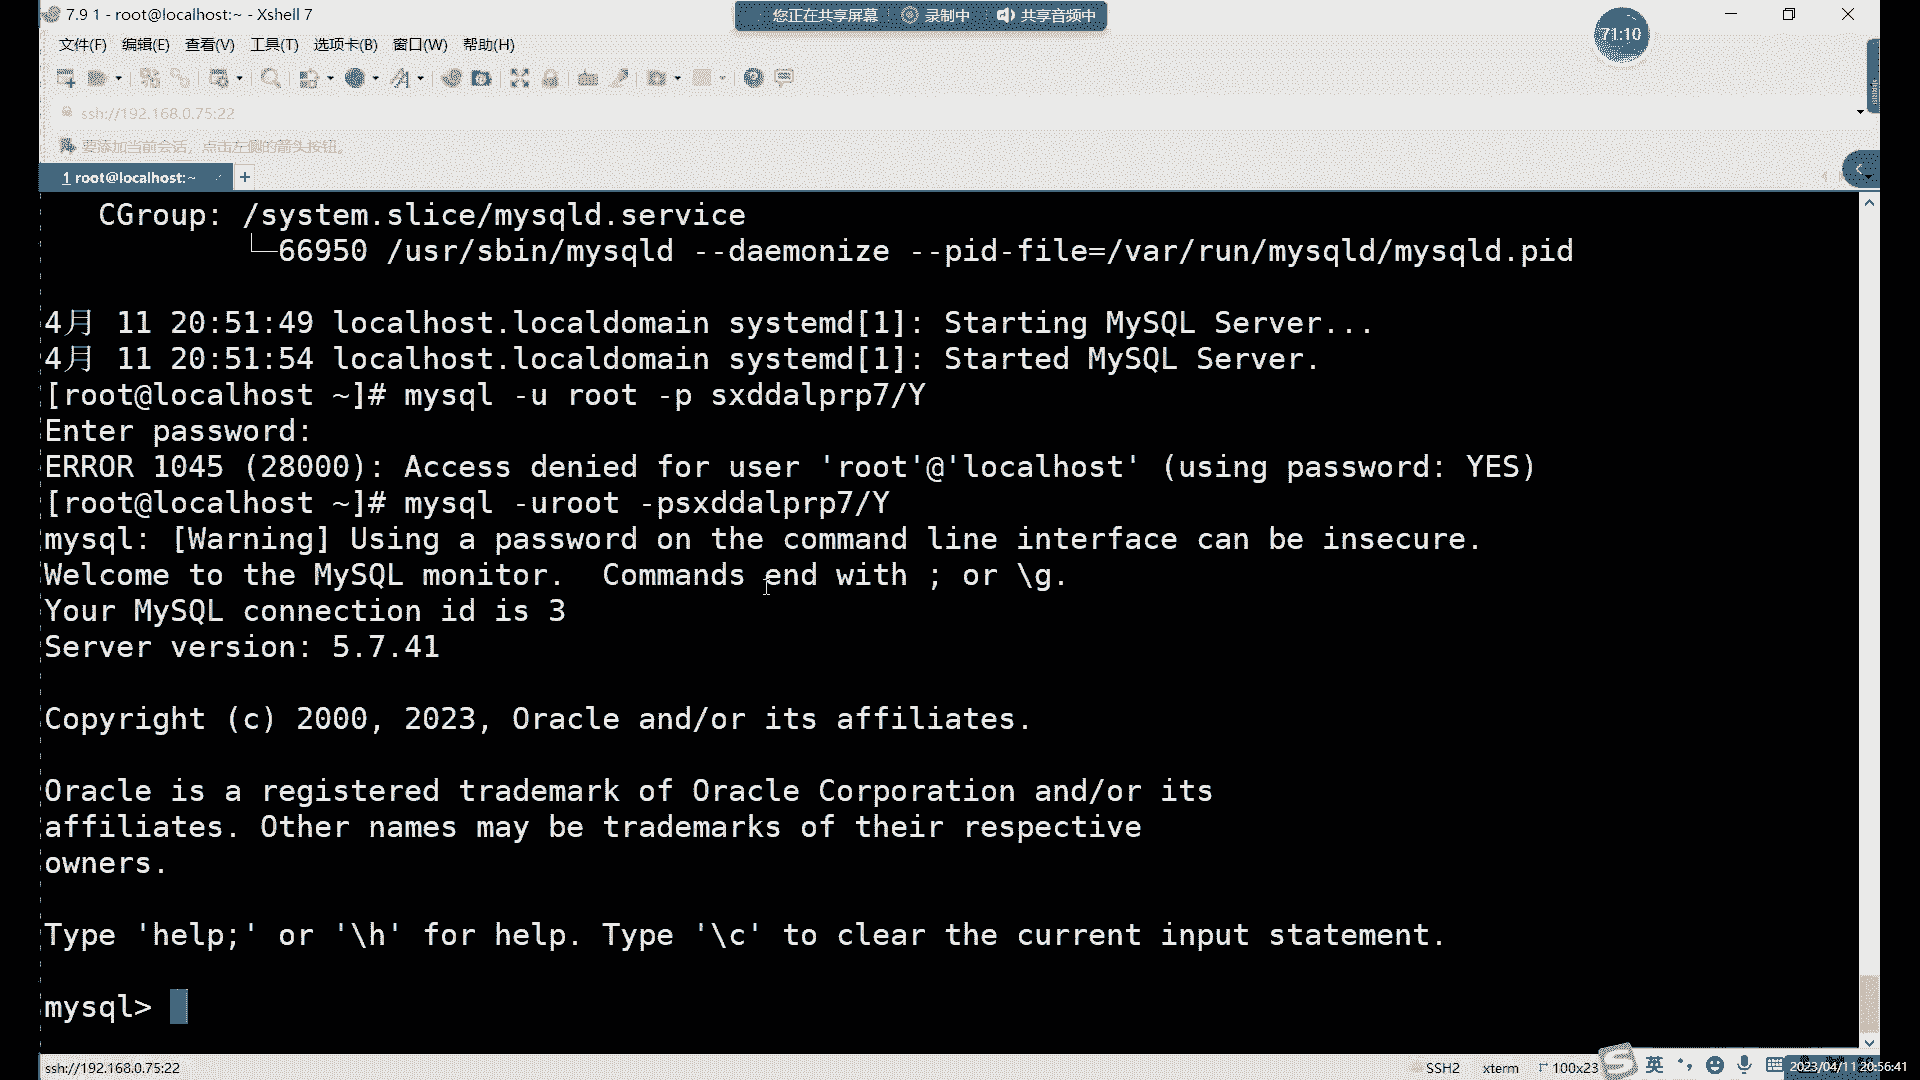 7.9 1 - root@localhost:~ - Xshell 7
您正在共享屏幕 录制中 共享音频中
71:10
文件(F) 编辑(E) 查看(V) 工具(T) 选项卡(B) 窗口(W) 帮助(H)
ssh://192.168.0.75:22
要添加当前会话，点击左侧的箭头按钮。
1 root@localhost:~
CGroup: /system.slice/mysqld.service
└─66950 /usr/sbin/mysqld --daemonize --pid-file=/var/run/mysqld/mysqld.pid
4月 11 20:51:49 localhost.localdomain systemd[1]: Starting MySQL Server...
4月 11 20:51:54 localhost.localdomain systemd[1]: Started MySQL Server.
[root@localhost ~]# mysql -u root -p sxddalprp7/Y
Enter password:
ERROR 1045 (28000): Access denied for user 'root'@'localhost' (using password: YES)
[root@localhost ~]# mysql -uroot -psxddalprp7/Y
mysql: [Warning] Using a password on the command line interface can be insecure.
Welcome to the MySQL monitor.  Commands end with ; or \g.
Your MySQL connection id is 3
Server version: 5.7.41
Copyright (c) 2000, 2023, Oracle and/or its affiliates.
Oracle is a registered trademark of Oracle Corporation and/or its
affiliates. Other names may be trademarks of their respective
owners.
Type 'help;' or '\h' for help. Type '\c' to clear the current input statement.
mysql>
ssh://192.168.0.75:22 SSH2 xterm 100x23 英 2023/04/11 20:56:41